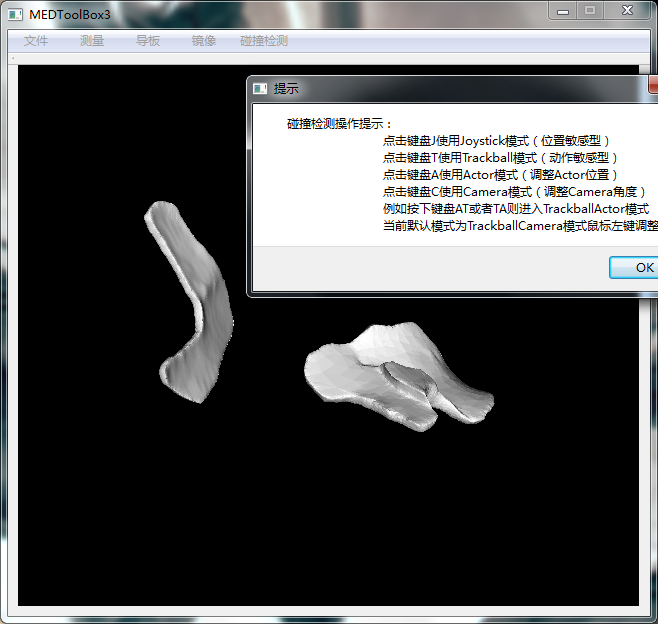 MEDToolBox3
文件 测量 导板 镜像 碰撞检测
提示
碰撞检测操作提示：
点击键盘J使用Joystick模式（位置敏感型）
点击键盘T使用Trackball模式（动作敏感型）
点击键盘A使用Actor模式（调整Actor位置）
点击键盘C使用Camera模式（调整Camera角度）
例如按下键盘AT或者TA则进入TrackballActor模式
当前默认模式为TrackballCamera模式鼠标左键调整
OK